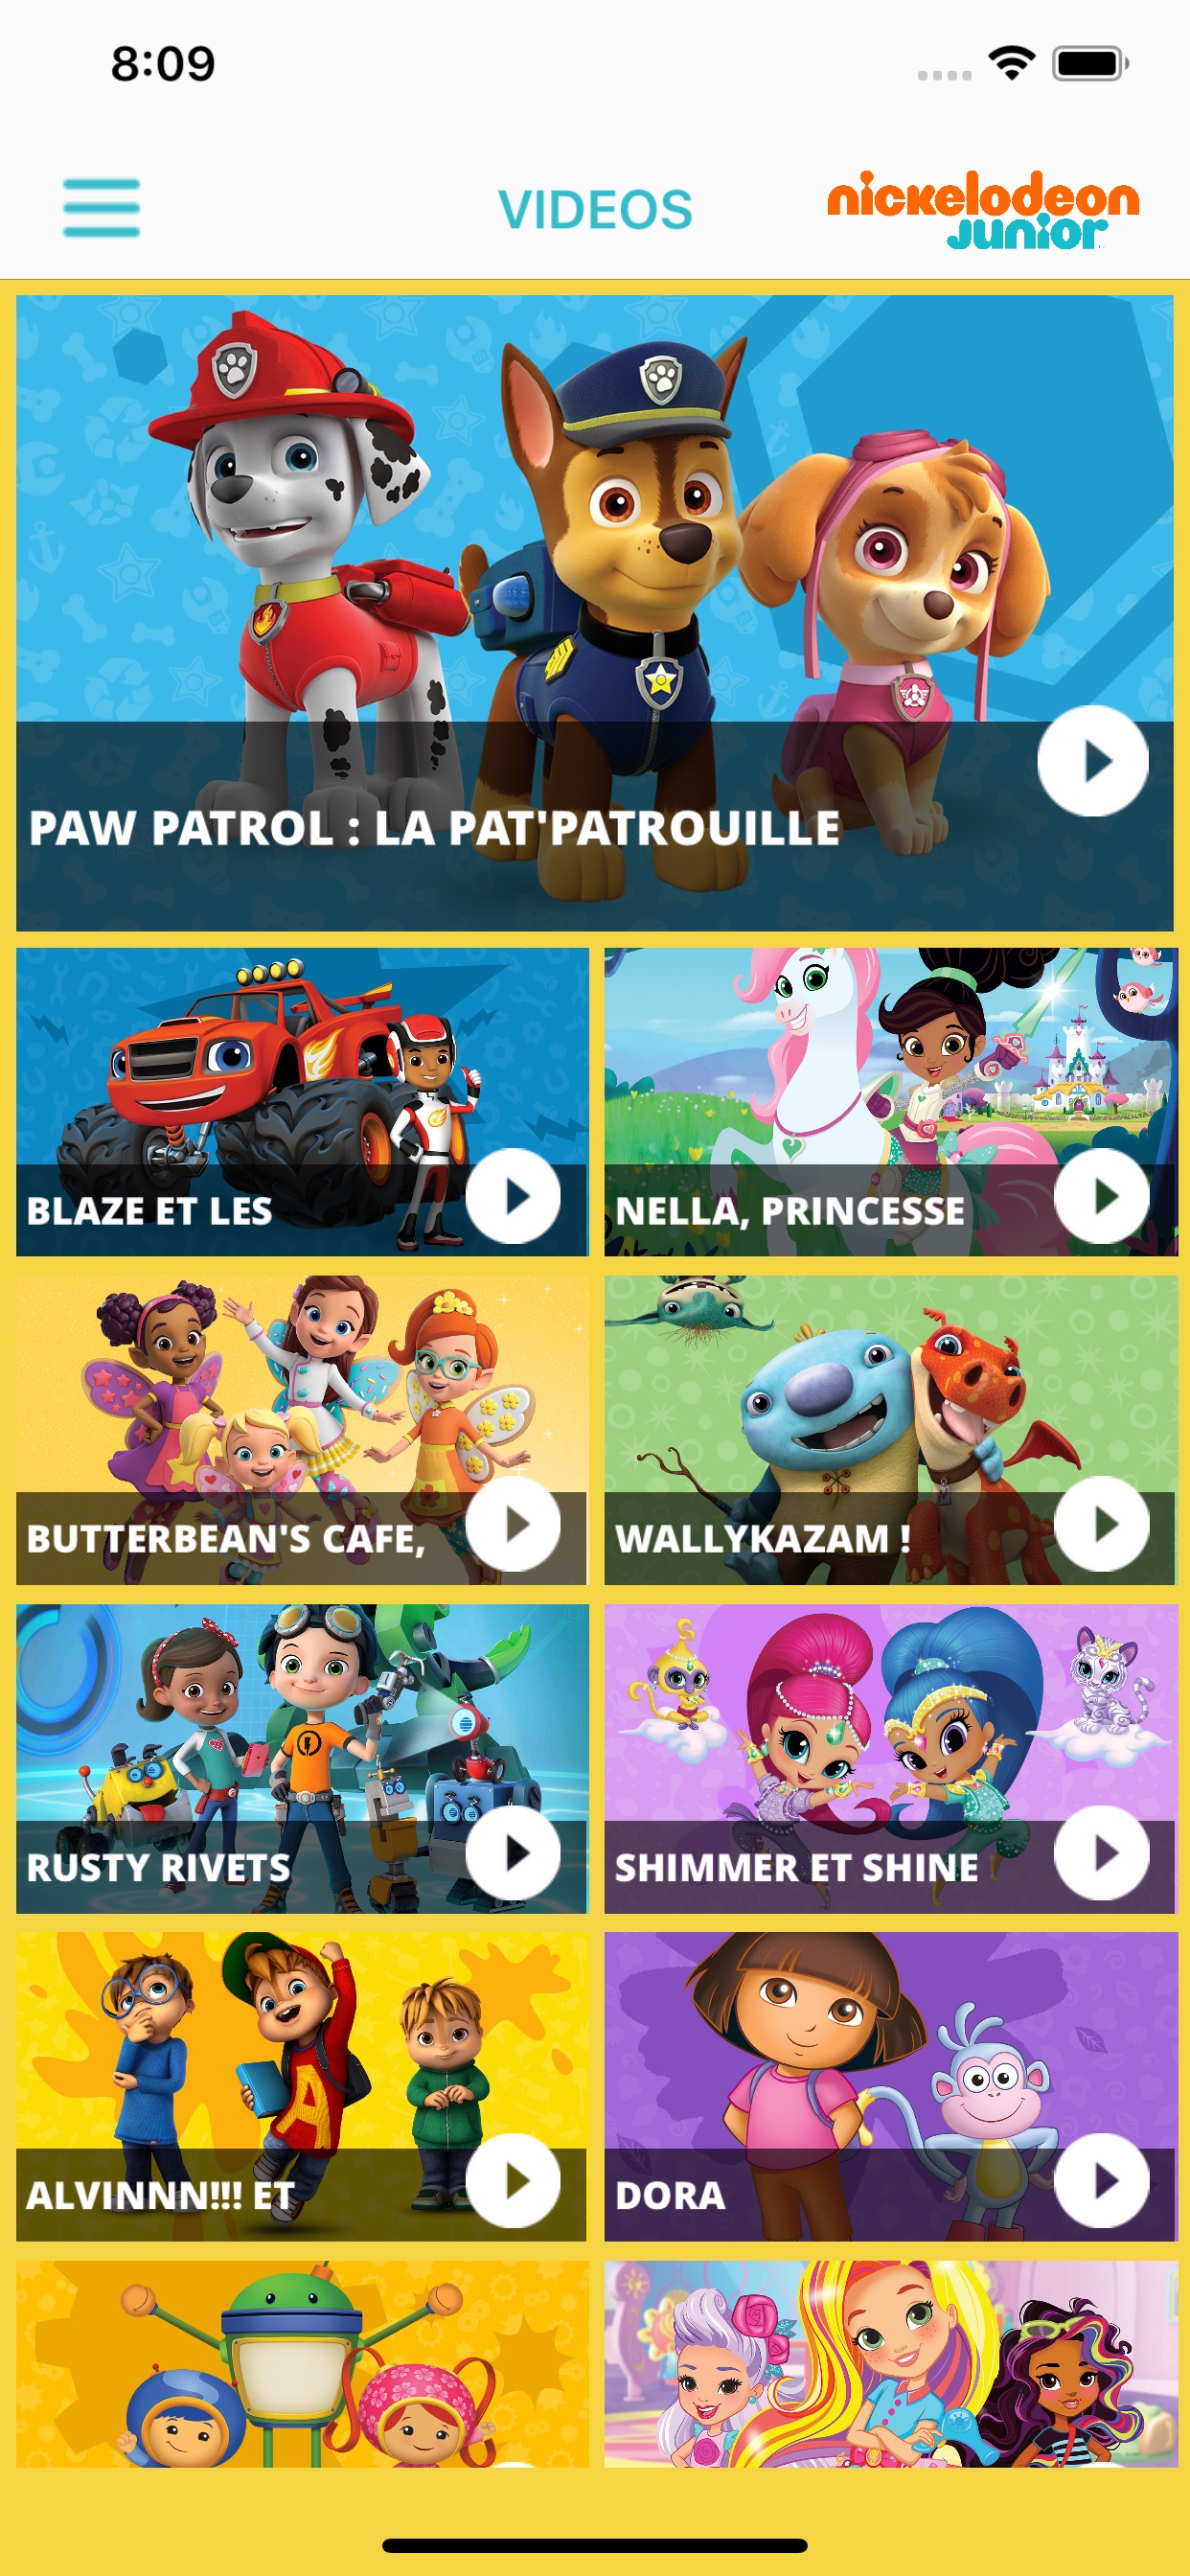 8:09
VIDEOS
nickelodeon
junior
PAW PATROL : LA PAT'PATROUILLE
BLAZE ET LES
NELLA, PRINCESSE
BUTTERBEAN'S CAFE,
WALLYKAZAM !
RUSTY RIVETS
SHIMMER ET SHINE
A
ALVINNN!!! ET
DORA